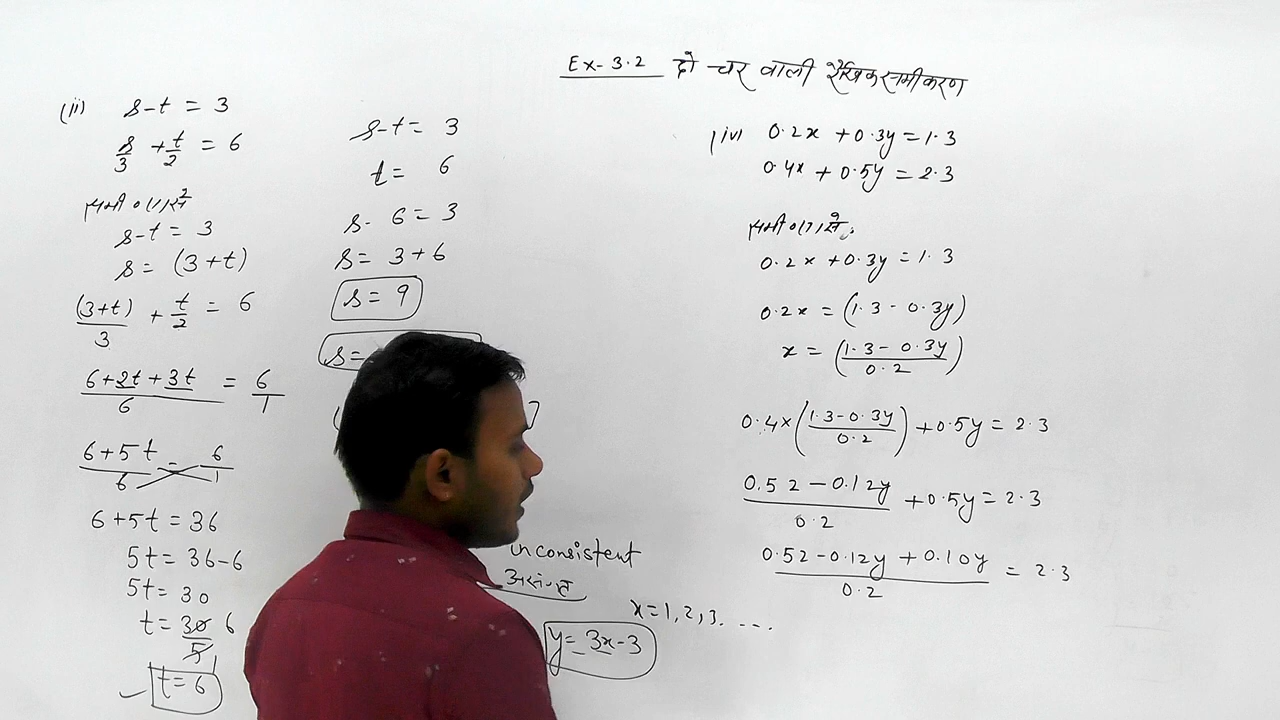 Ex-3.2 दो चर वाली रैखिक समीकरण
(ii) s-t = 3
s/3 + t/2 = 6
समी० (1) से
s-t = 3
s = (3+t)
(3+t)/3 + t/2 = 6
6+2t+3t/6 = 6/1
6+5t/6 = 6/1
6+5t = 36
5t = 36-6
5t = 30
t = 30/5 6
t = 6
s-t = 3
t = 6
s- 6 = 3
s = 3+6
s = 9
s =
inconsistent
असंगत
x=1,2,3. ---.
y = 3x-3
(iv) 0.2x +0.3y = 1.3
0.4x + 0.5y = 2.3
समी० (1) से
0.2x +0.3y = 1.3
0.2x = (1.3 - 0.3y)
x = (1.3 - 0.3y/0.2)
0.4×(1.3-0.3y/0.2) +0.5y = 2.3
0.52 - 0.12y/0.2 +0.5y = 2.3
0.52-0.12y +0.10y/0.2 = 2.3